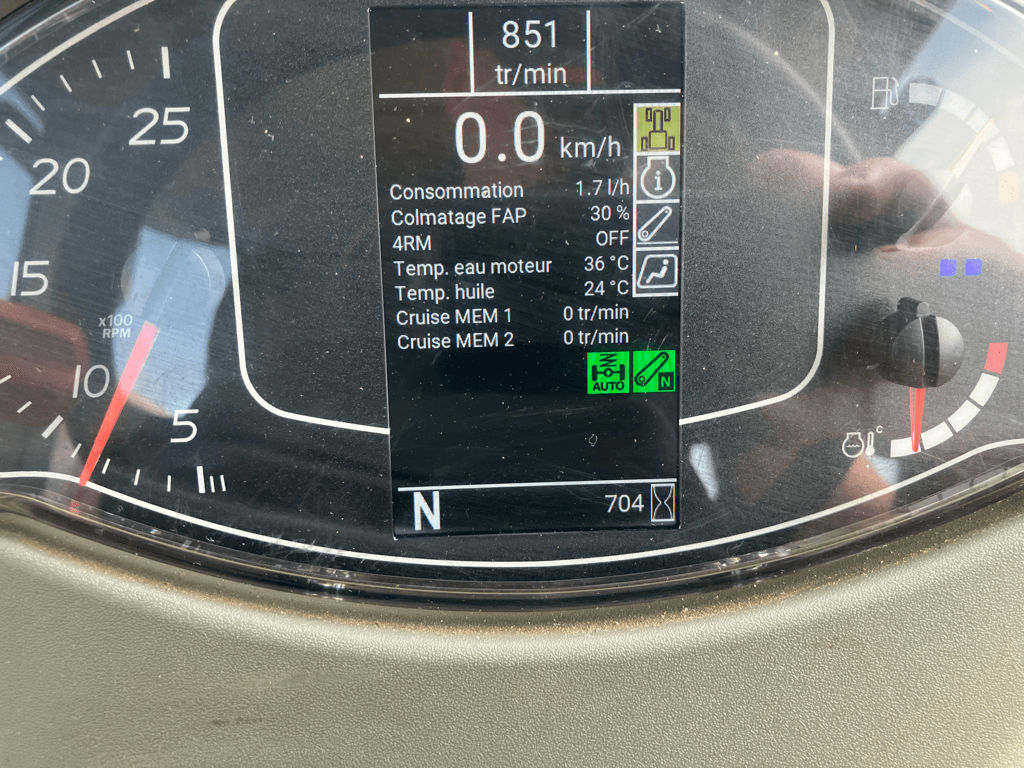 851
tr/min
0.0 km/h
Consommation 1.7 l/h
Colmatage FAP 30 %
4RM OFF
Temp. eau moteur 36 °C
Temp. huile 24 °C
Cruise MEM 1 0 tr/min
Cruise MEM 2 0 tr/min
AUTO N
N 704
25
20
15
x100
RPM
10
5
°C